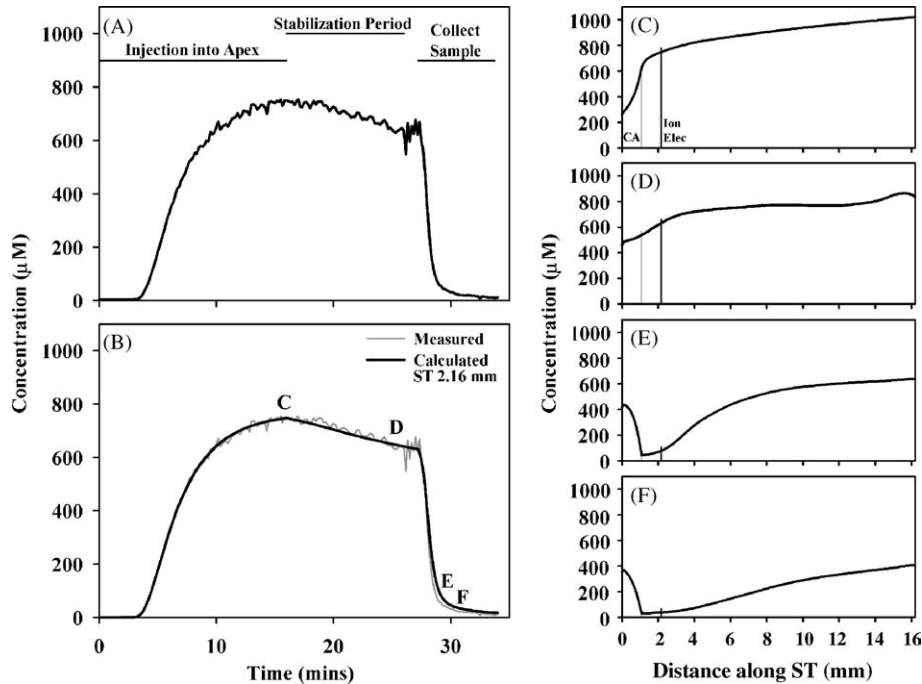 (A)
Stabilization Period
Injection into Apex
Collect
Sample
1000
800
600
400
200
0
Concentration (μM)
(B)
Measured
Calculated
ST 2.16 mm
C
D
E
F
1000
800
600
400
200
0
0
10
20
30
Time (mins)
(C)
1000
800
600
400
200
0
CA
Ion
Elec
(D)
1000
800
600
400
200
0
Concentration (μM)
(E)
1000
800
600
400
200
0
(F)
1000
800
600
400
200
0
0 2 4 6 8 10 12 14 16
Distance along ST (mm)